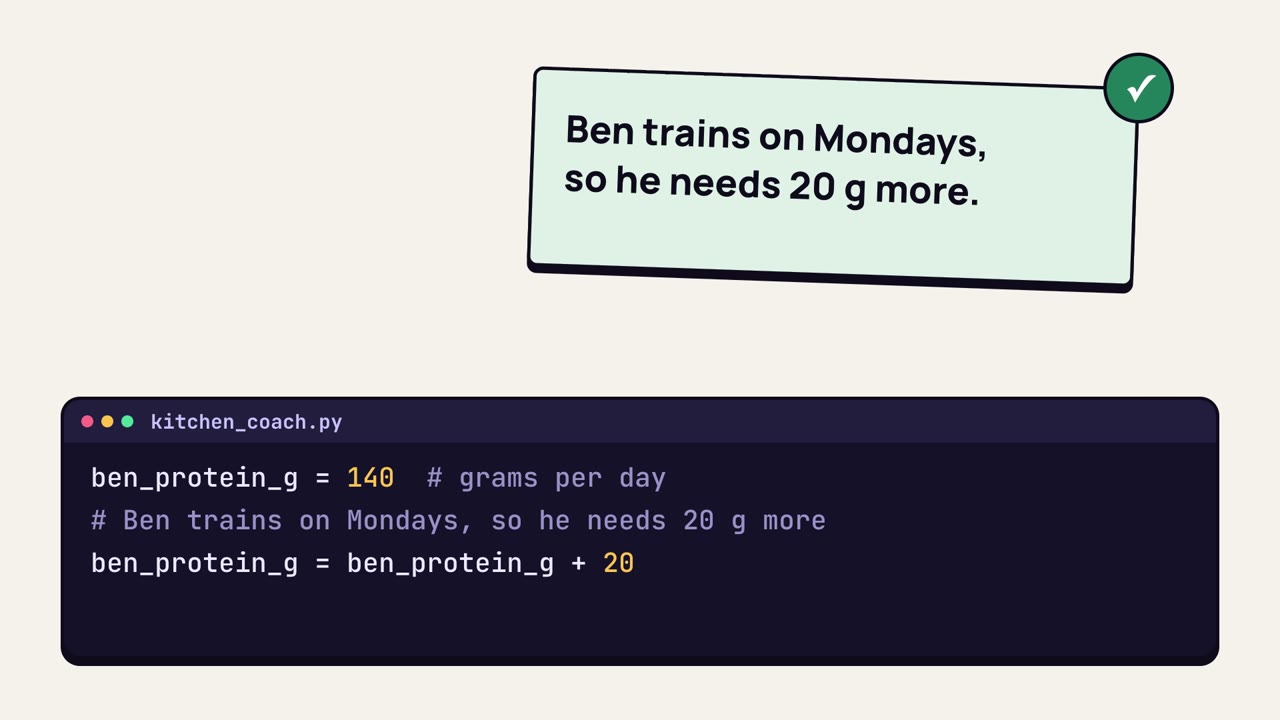 Ben trains on Mondays,
so he needs 20 g more.
kitchen_coach.py
ben_protein_g = 140  # grams per day
# Ben trains on Mondays, so he needs 20 g more
ben_protein_g = ben_protein_g + 20